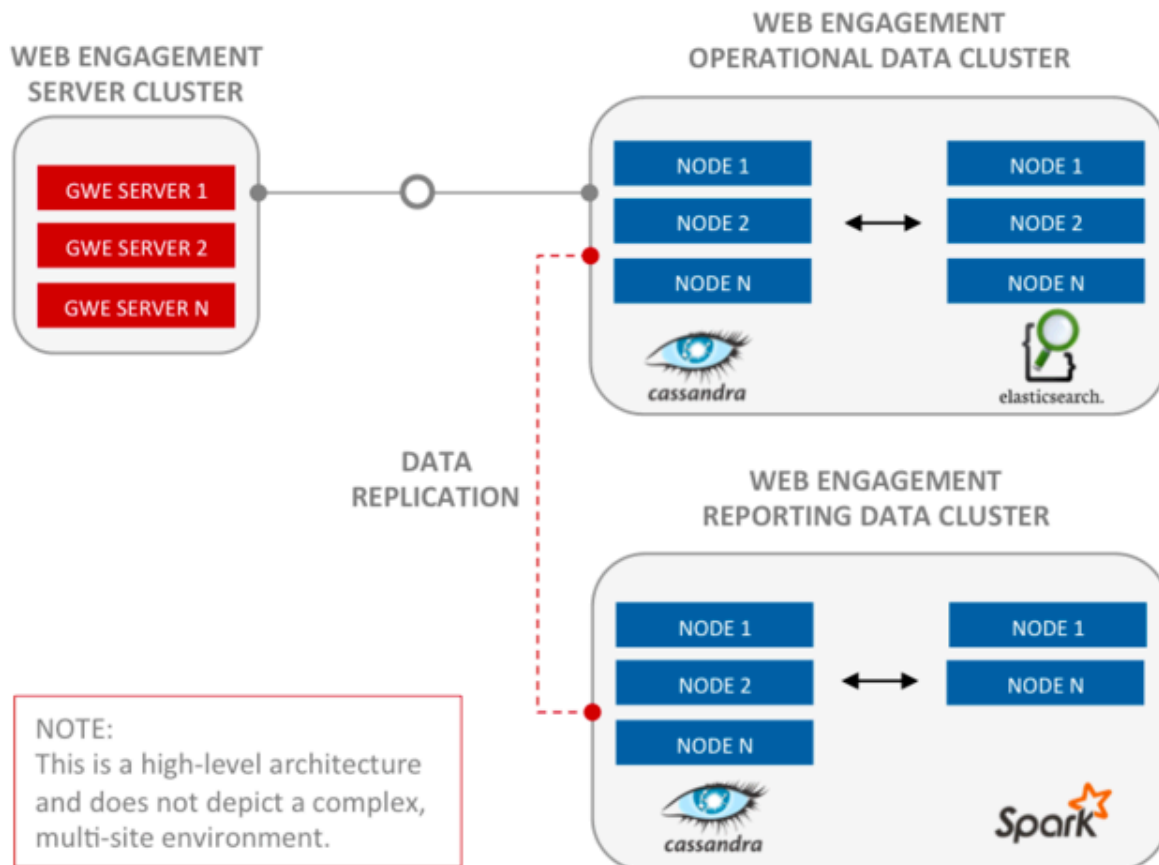 WEB ENGAGEMENT
SERVER CLUSTER
GWE SERVER 1
GWE SERVER 2
GWE SERVER N
WEB ENGAGEMENT
OPERATIONAL DATA CLUSTER
NODE 1
NODE 2
NODE N
cassandra
NODE 1
NODE 2
NODE N
elasticsearch.
DATA
REPLICATION
WEB ENGAGEMENT
REPORTING DATA CLUSTER
NODE 1
NODE 2
NODE N
cassandra
NODE 1
NODE N
Spark
NOTE:
This is a high-level architecture
and does not depict a complex,
multi-site environment.